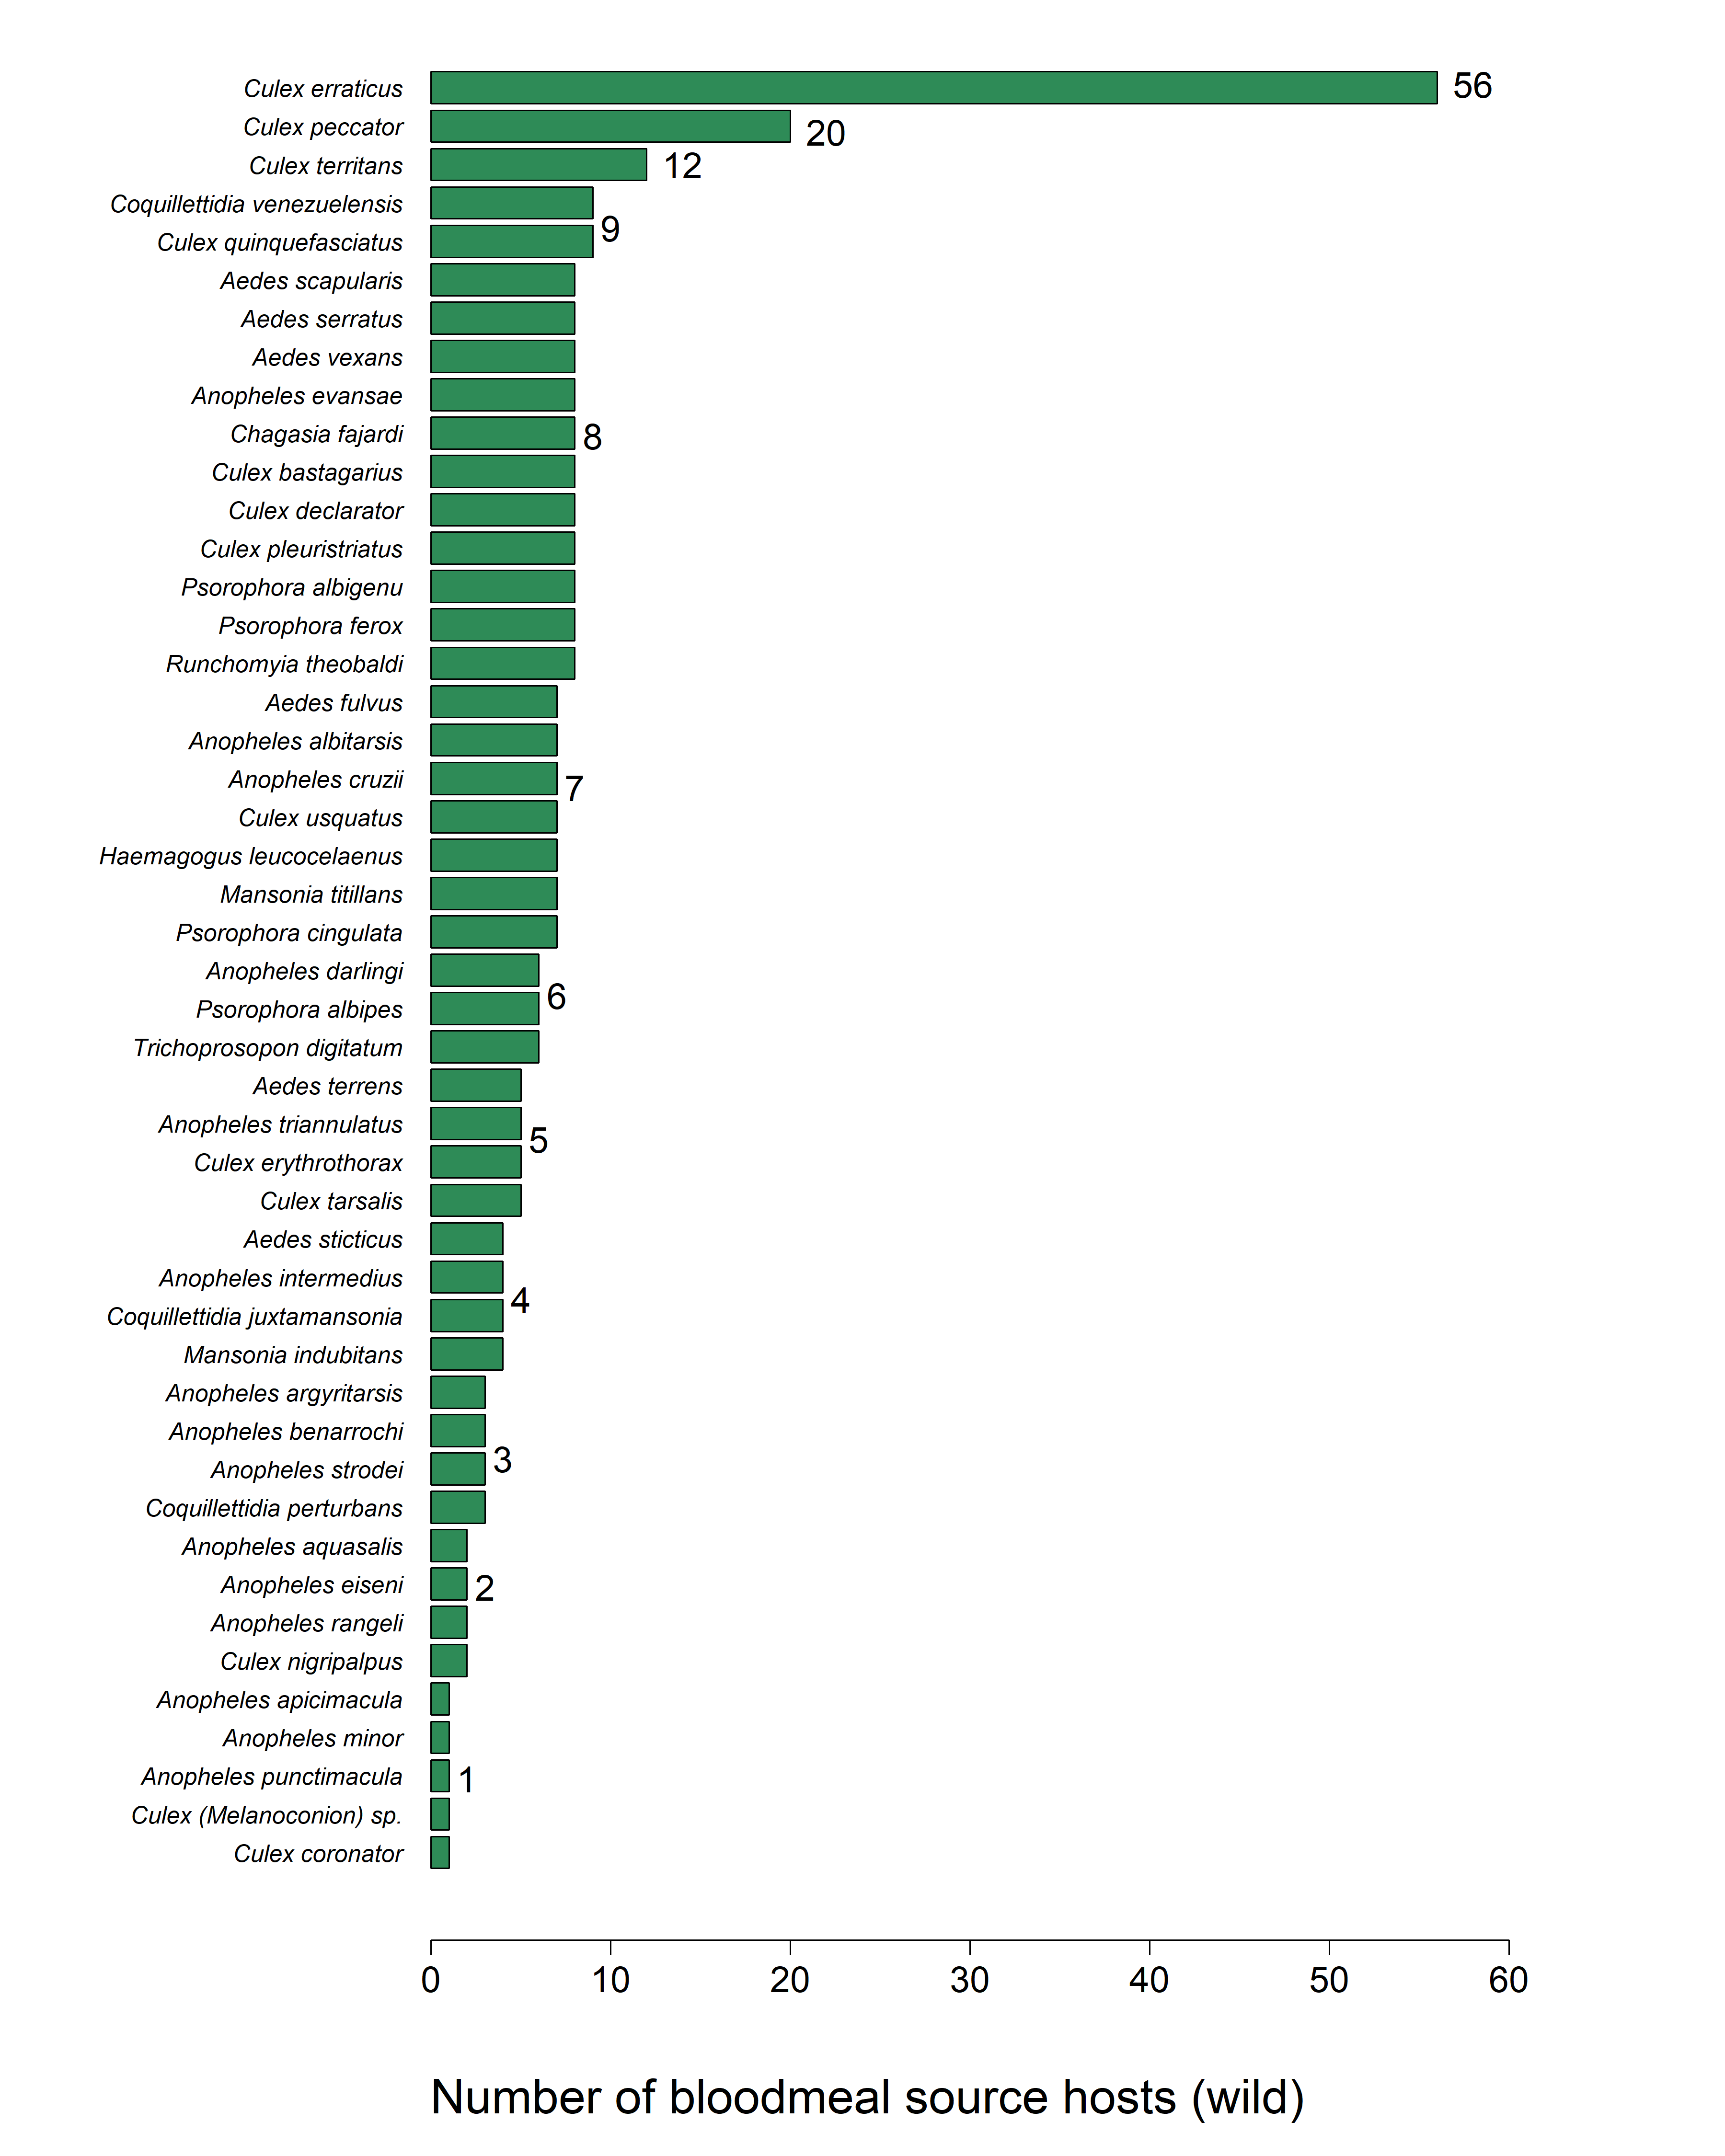 Culex erraticus 56
Culex peccator 20
Culex territans 12
Coquillettidia venezuelensis
9
Culex quinquefasciatus
Aedes scapularis
Aedes serratus
Aedes vexans
Anopheles evansae
Chagasia fajardi 8
Culex bastagarius
Culex declarator
Culex pleuristriatus
Psorophora albigenu
Psorophora ferox
Runchomyia theobaldi
Aedes fulvus
Anopheles albitarsis
Anopheles cruzii 7
Culex usquatus
Haemagogus leucocelaenus
Mansonia titillans
Psorophora cingulata
Anopheles darlingi
Psorophora albipes 6
Trichoprosopon digitatum
Aedes terrens
Anopheles triannulatus
5
Culex erythrothorax
Culex tarsalis
Aedes sticticus
Anopheles intermedius
Coquillettidia juxtamansonia 4
Mansonia indubitans
Anopheles argyritarsis
Anopheles benarrochi
Anopheles strodei 3
Coquillettidia perturbans
Anopheles aquasalis
Anopheles eiseni 2
Anopheles rangeli
Culex nigripalpus
Anopheles apicimacula
Anopheles minor
Anopheles punctimacula 1
Culex (Melanoconion) sp.
Culex coronator
0 10 20 30 40 50 60
Number of bloodmeal source hosts (wild)